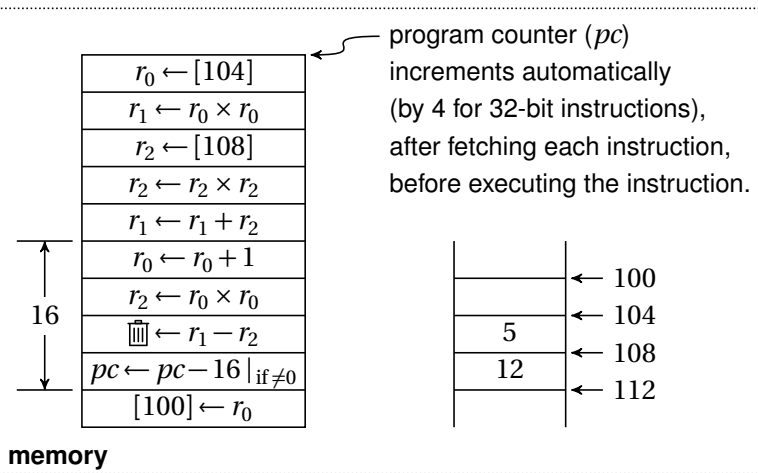 program counter (pc)
increments automatically
(by 4 for 32-bit instructions),
after fetching each instruction,
before executing the instruction.
r₀ ← [104]
r₁ ← r₀ × r₀
r₂ ← [108]
r₂ ← r₂ × r₂
r₁ ← r₁ + r₂
r₀ ← r₀ + 1
r₂ ← r₀ × r₀
🗑 ← r₁ − r₂
pc ← pc − 16 |if ≠0
[100] ← r₀
16
100
104
5
108
12
112
memory